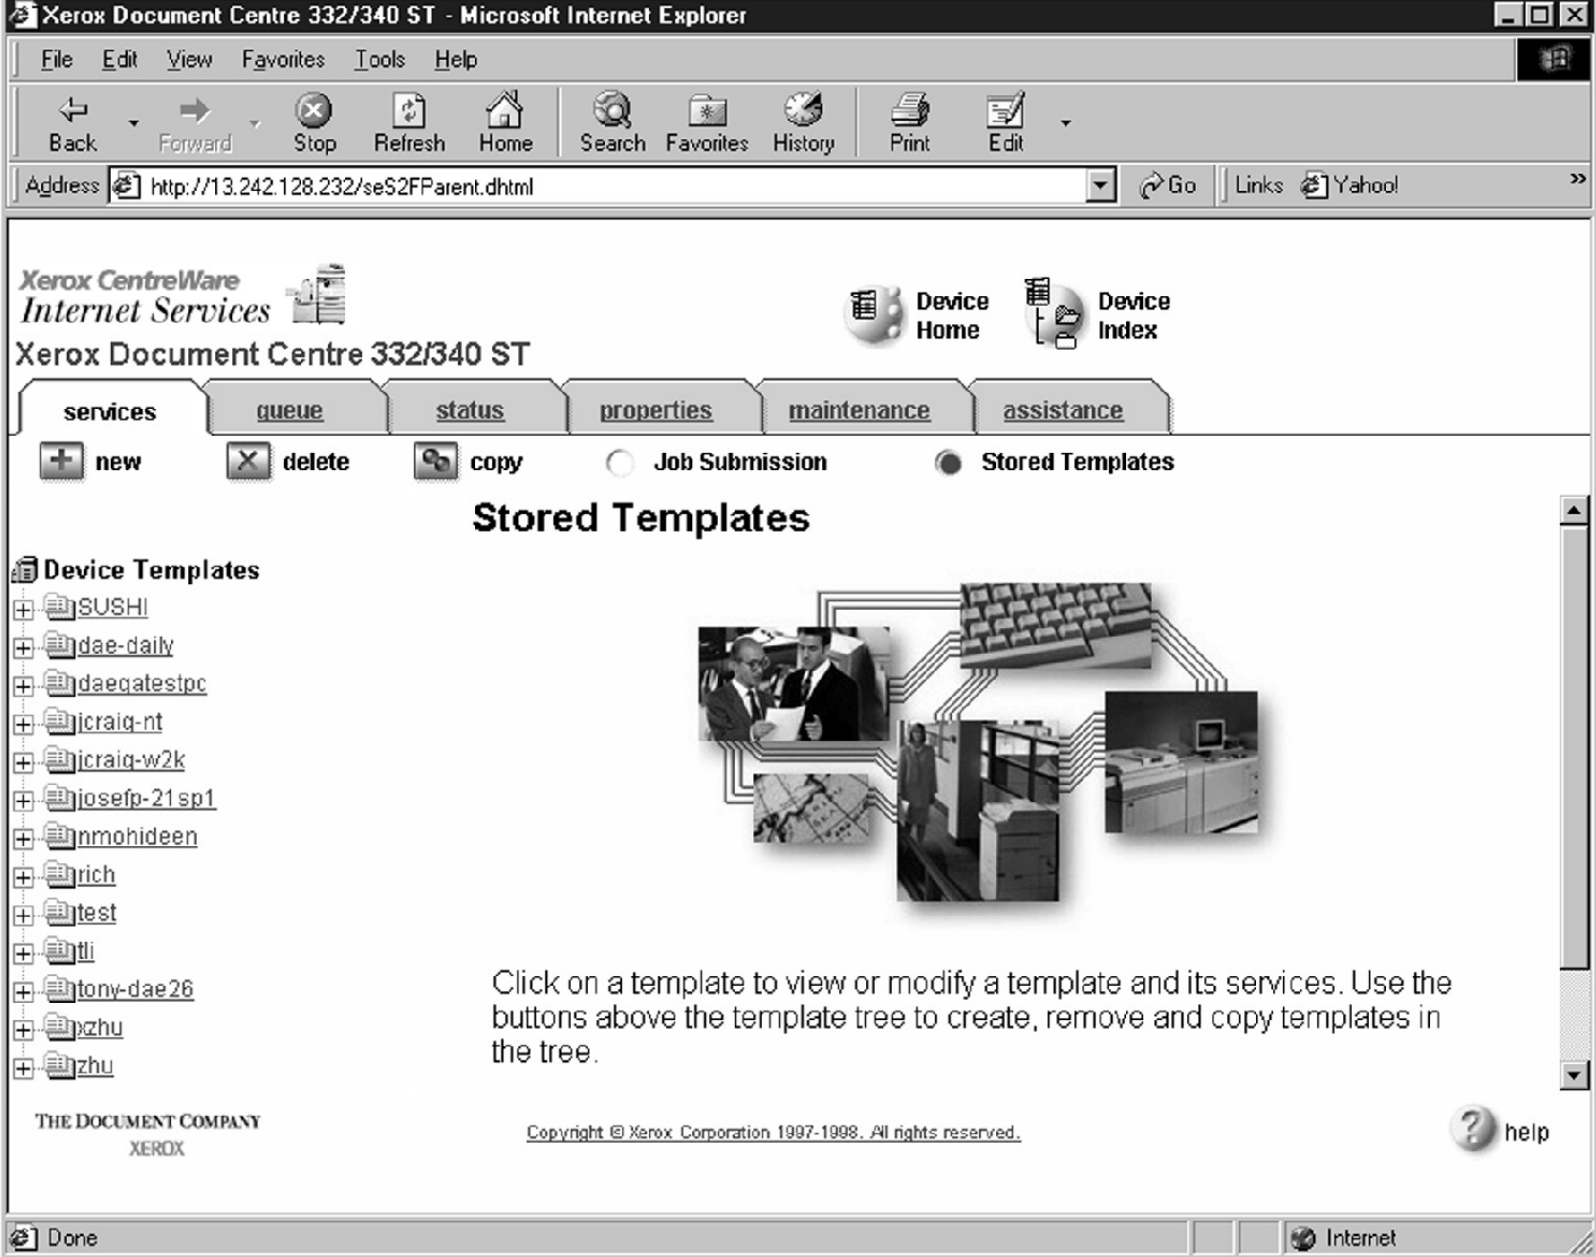 Xerox Document Centre 332/340 ST - Microsoft Internet Explorer
File Edit View Favorites Tools Help
Back Forward Stop Refresh Home Search Favorites History Print Edit
Address http://13.242.128.232/seS2FParent.dhtml Go Links Yahoo! »
Xerox CentreWare
Internet Services
Device Home
Device Index
Xerox Document Centre 332/340 ST
services queue status properties maintenance assistance
new delete copy Job Submission Stored Templates
Stored Templates
Device Templates
SUSHI
dae-daily
daeqatestpc
jcraig-nt
jcraig-w2k
josefp-21sp1
nmohideen
rich
test
tli
tony-dae26
xzhu
zhu
Click on a template to view or modify a template and its services. Use the
buttons above the template tree to create, remove and copy templates in
the tree.
THE DOCUMENT COMPANY
XEROX
Copyright © Xerox Corporation 1997-1998. All rights reserved.
? help
Done Internet